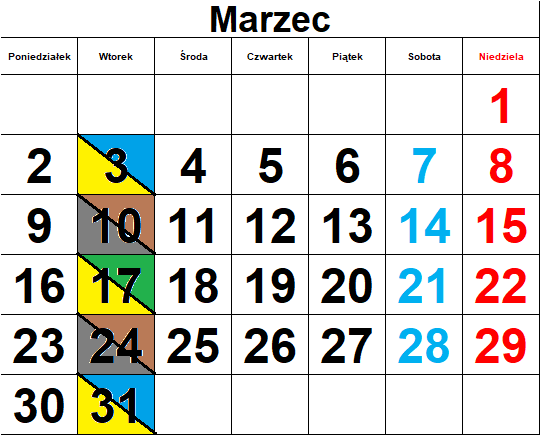 Marzec
Poniedziałek Wtorek Środa Czwartek Piątek Sobota Niedziela
1
2 3 4 5 6 7 8
9 10 11 12 13 14 15
16 17 18 19 20 21 22
23 24 25 26 27 28 29
30 31